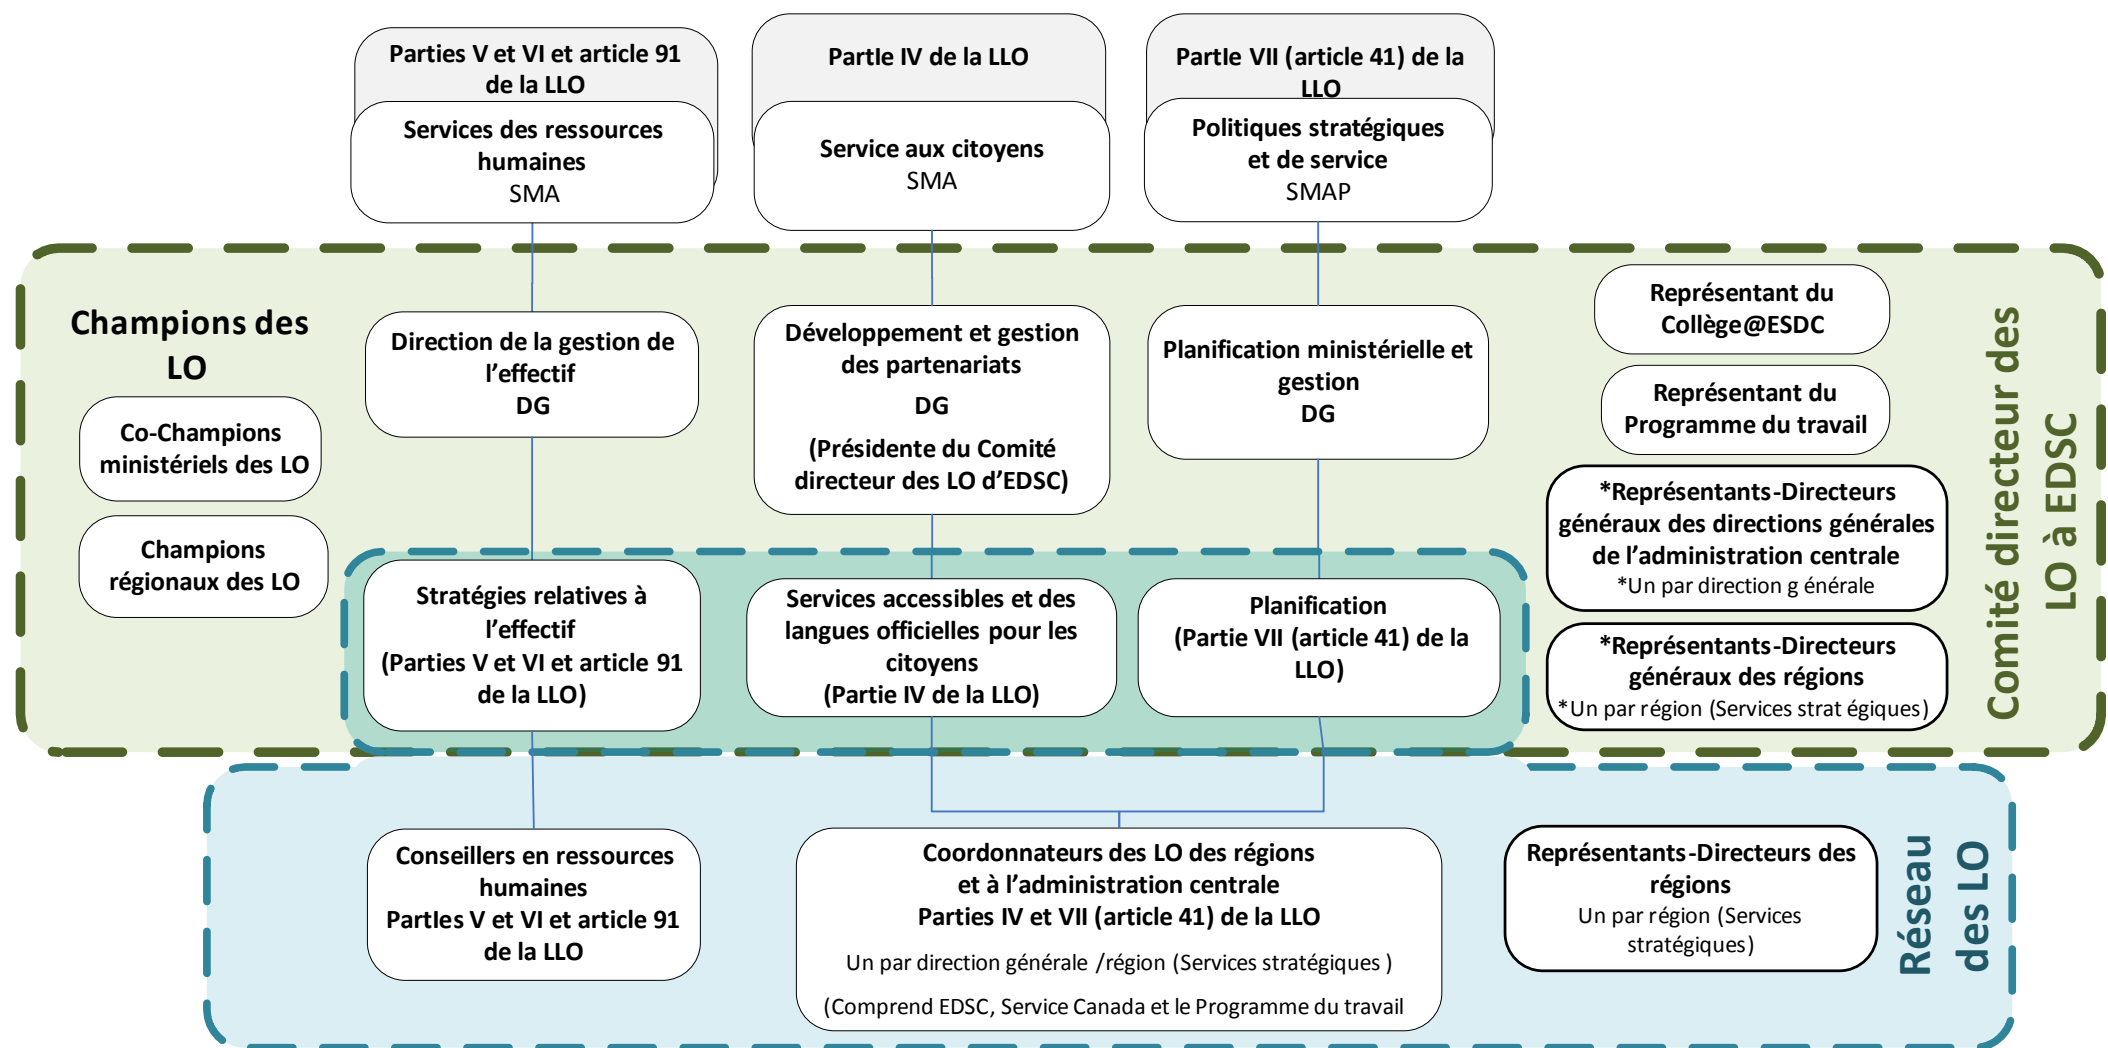 Parties V et VI et article 91
de la LLO
Services des ressources
humaines
SMA
PartIe IV de la LLO
Service aux citoyens
SMA
PartIe VII (article 41) de la
LLO
Politiques stratégiques
et de service
SMAP
Champions des
LO
Co-Champions
ministériels des LO
Champions
régionaux des LO
Direction de la gestion de
l’effectif
DG
Développement et gestion
des partenariats
DG
(Présidente du Comité
directeur des LO d’EDSC)
Planification ministérielle et
gestion
DG
Représentant du
Collège@ESDC
Représentant du
Programme du travail
*Représentants-Directeurs
généraux des directions générales
de l’administration centrale
*Un par direction g énérale
*Représentants-Directeurs
généraux des régions
*Un par région (Services strat égiques)
Comité directeur des
LO à EDSC
Stratégies relatives à
l’effectif
(Parties V et VI et article 91
de la LLO)
Services accessibles et des
langues officielles pour les
citoyens
(Partie IV de la LLO)
Planification
(Partie VII (article 41) de la
LLO)
Conseillers en ressources
humaines
PartIes V et VI et article 91
de la LLO
Coordonnateurs des LO des régions
et à l’administration centrale
Parties IV et VII (article 41) de la LLO
Un par direction générale /région (Services stratégiques )
(Comprend EDSC, Service Canada et le Programme du travail
Représentants-Directeurs des
régions
Un par région (Services
stratégiques)
Réseau
des LO